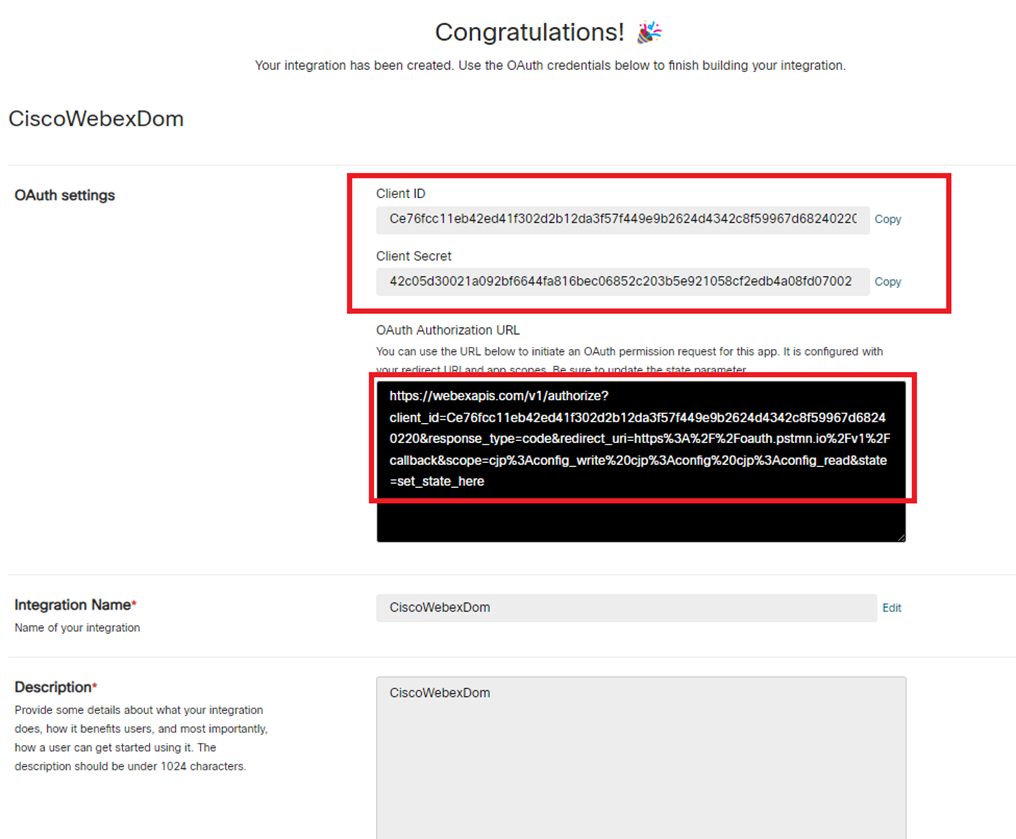 Congratulations! 🎉
Your integration has been created. Use the OAuth credentials below to finish building your integration.
CiscoWebexDom
OAuth settings
Client ID
Ce76fcc11eb42ed41f302d2b12da3f57f449e9b2624d4342c8f59967d6824022(
Copy
Client Secret
42c05d30021a092bf6644fa816bec06852c203b5e921058cf2edb4a08fd07002
Copy
OAuth Authorization URL
You can use the URL below to initiate an OAuth permission request for this app. It is configured with
your redirect URI and app scopes. Be sure to update the state parameter
https://webexapis.com/v1/authorize?
client_id=Ce76fcc11eb42ed41f302d2b12da3f57f449e9b2624d4342c8f59967d6824
0220&response_type=code&redirect_uri=https%3A%2F%2Foauth.pstmn.io%2Fv1%2F
callback&scope=cjp%3Aconfig_write%20cjp%3Aconfig%20cjp%3Aconfig_read&state
=set_state_here
Integration Name*
Name of your integration
CiscoWebexDom
Edit
Description*
Provide some details about what your integration
does, how it benefits users, and most importantly,
how a user can get started using it. The
description should be under 1024 characters.
CiscoWebexDom